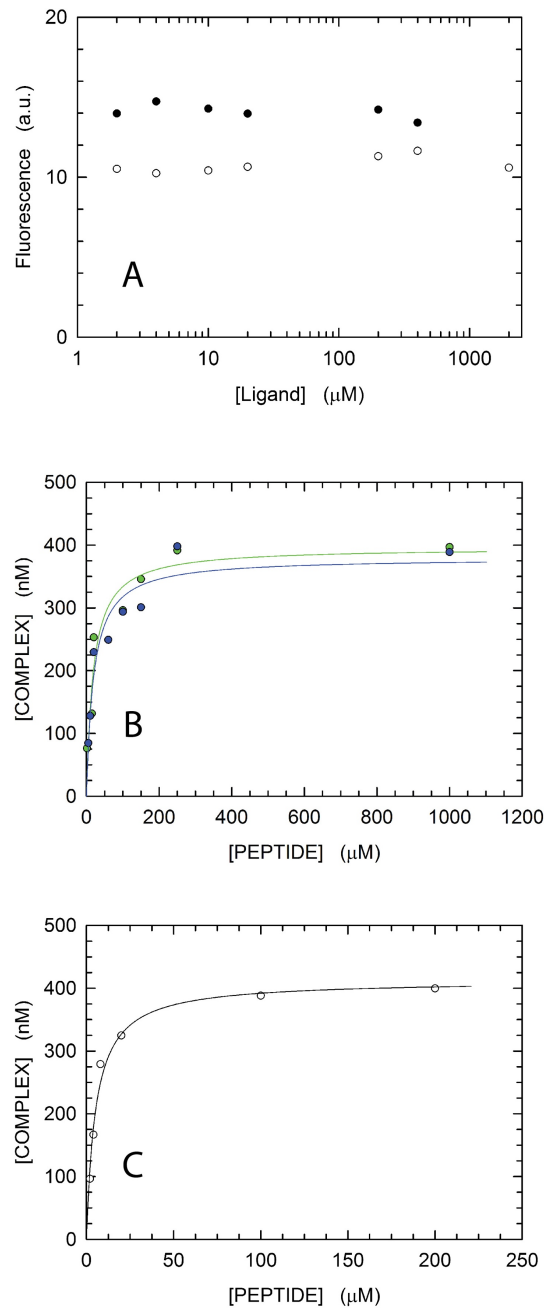 20
10
0
Fluorescence (a.u.)
A
1 10 100 1000
[Ligand] (μM)
500
400
300
200
100
0
[COMPLEX] (nM)
B
0 200 400 600 800 1000 1200
[PEPTIDE] (μM)
500
400
300
200
100
0
[COMPLEX] (nM)
C
0 50 100 150 200 250
[PEPTIDE] (μM)